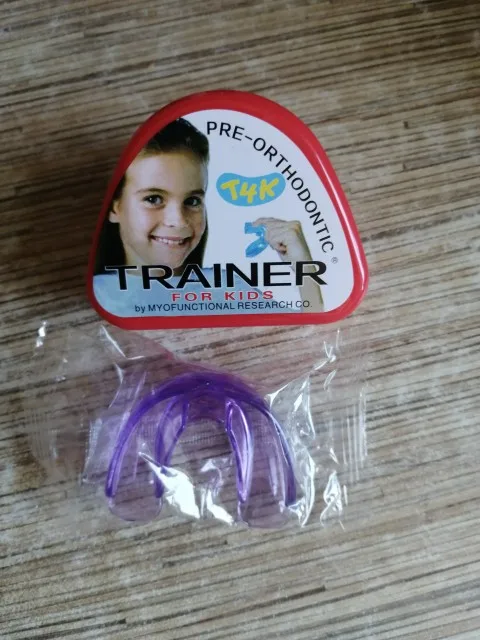 PRE-ORTHODONTIC
T4K
TRAINER®
FOR KIDS
by MYOFUNCTIONAL RESEARCH CO.